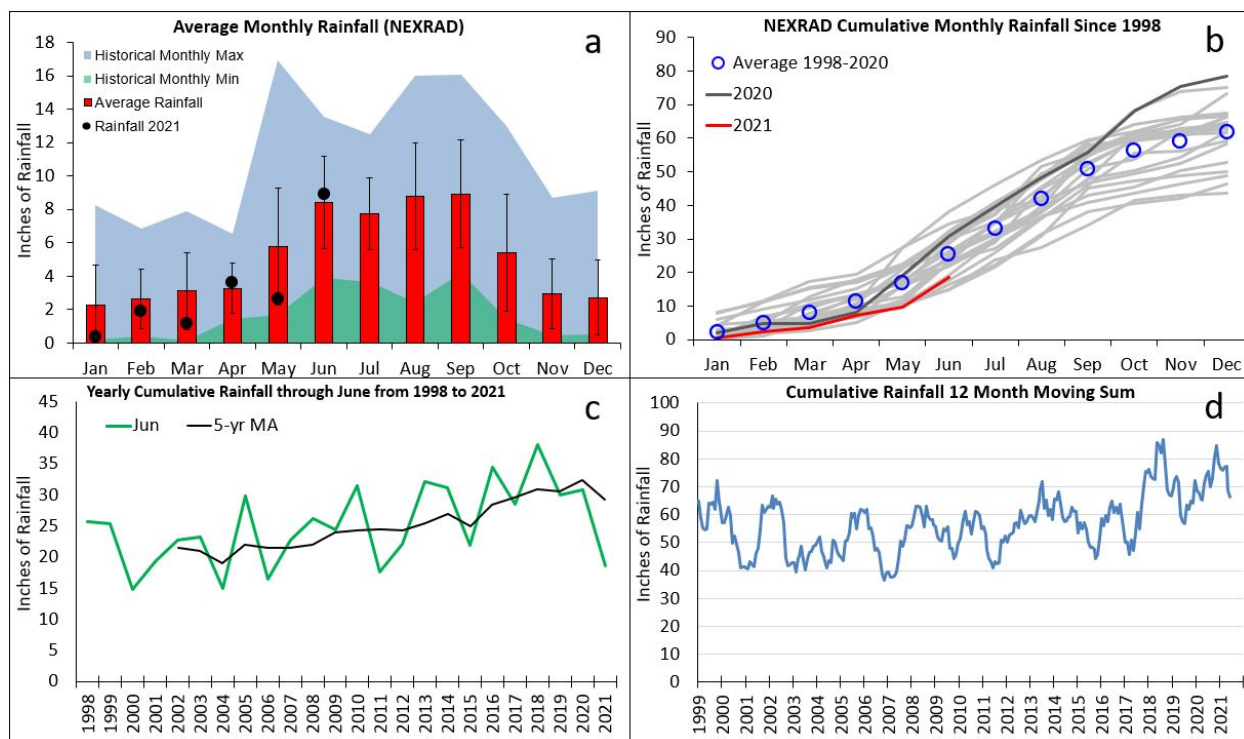 Average Monthly Rainfall (NEXRAD)
a
18
16
14
12
10
8
6
4
2
0
Inches of Rainfall
Historical Monthly Max
Historical Monthly Min
Average Rainfall
Rainfall 2021
Jan Feb Mar Apr May Jun Jul Aug Sep Oct Nov Dec
NEXRAD Cumulative Monthly Rainfall Since 1998
b
90
80
70
60
50
40
30
20
10
0
Inches of Rainfall
Average 1998-2020
2020
2021
Jan Feb Mar Apr May Jun Jul Aug Sep Oct Nov Dec
Yearly Cumulative Rainfall through June from 1998 to 2021
c
45
40
35
30
25
20
15
10
5
0
Inches of Rainfall
Jun 5-yr MA
1998 1999 2000 2001 2002 2003 2004 2005 2006 2007 2008 2009 2010 2011 2012 2013 2014 2015 2016 2017 2018 2019 2020 2021
Cumulative Rainfall 12 Month Moving Sum
d
100
90
80
70
60
50
40
30
20
10
0
Inches of Rainfall
1999 2000 2001 2002 2003 2004 2005 2006 2007 2008 2009 2010 2011 2012 2013 2014 2015 2016 2017 2018 2019 2020 2021